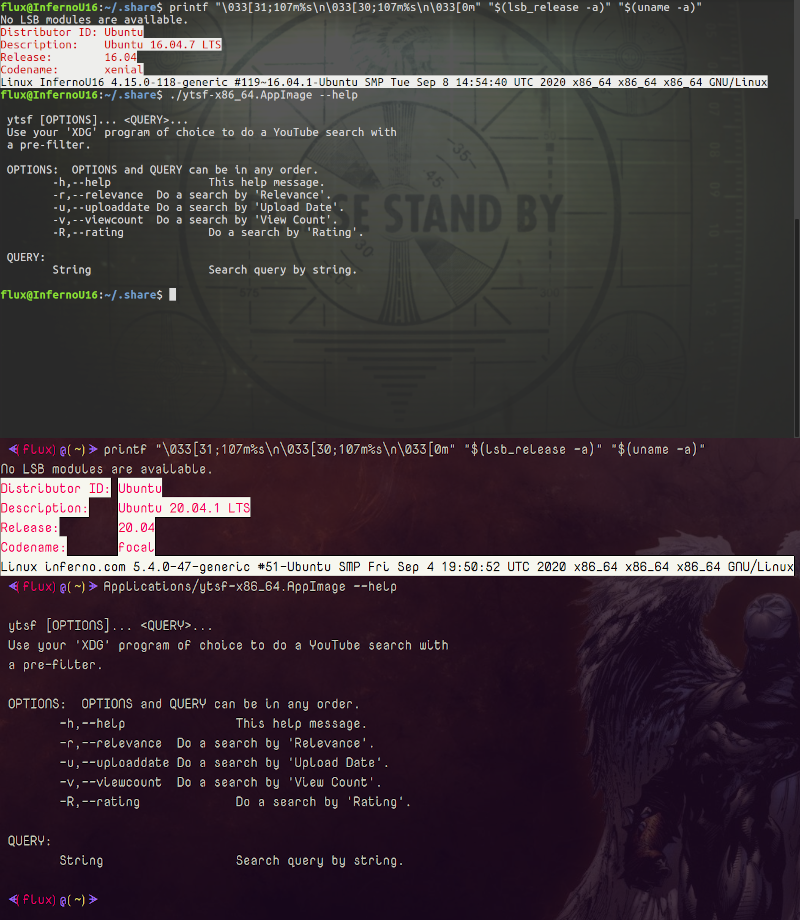 flux@InfernoU16:~/.share$ printf "\033[31;107m%s\n\033[30;107m%s\n\033[0m" "$(lsb_release -a)" "$(uname -a)"
No LSB modules are available.
Distributor ID: Ubuntu
Description:    Ubuntu 16.04.7 LTS
Release:        16.04
Codename:       xenial
Linux InfernoU16 4.15.0-118-generic #119~16.04.1-Ubuntu SMP Tue Sep 8 14:54:40 UTC 2020 x86_64 x86_64 x86_64 GNU/Linux
flux@InfernoU16:~/.share$ ./ytsf-x86_64.AppImage --help
ytsf [OPTIONS]... <QUERY>...
Use your 'XDG' program of choice to do a YouTube search with
a pre-filter.
OPTIONS:  OPTIONS and QUERY can be in any order.
-h,--help               This help message.
-r,--relevance  Do a search by 'Relevance'.
-u,--uploaddate Do a search by 'Upload Date'.
-v,--viewcount  Do a search by 'View Count'.
-R,--rating             Do a search by 'Rating'.
QUERY:
String                  Search query by string.
flux@InfernoU16:~/.share$
SE STAND BY
35
45
30
300
(flux)@(~) printf "\033[31;107m%s\n\033[30;107m%s\n\033[0m" "$(lsb_release -a)" "$(uname -a)"
No LSB modules are available.
Distributor ID: Ubuntu
Description:    Ubuntu 20.04.1 LTS
Release:        20.04
Codename:       focal
Linux inferno.com 5.4.0-47-generic #51-Ubuntu SMP Fri Sep 4 19:50:52 UTC 2020 x86_64 x86_64 x86_64 GNU/Linux
(flux)@(~) Applications/ytsf-x86_64.AppImage --help
ytsf [OPTIONS]... <QUERY>...
Use your 'XDG' program of choice to do a YouTube search with
a pre-filter.
OPTIONS:  OPTIONS and QUERY can be in any order.
-h,--help               This help message.
-r,--relevance  Do a search by 'Relevance'.
-u,--uploaddate Do a search by 'Upload Date'.
-v,--viewcount  Do a search by 'View Count'.
-R,--rating             Do a search by 'Rating'.
QUERY:
String                  Search query by string.
(flux)@(~)